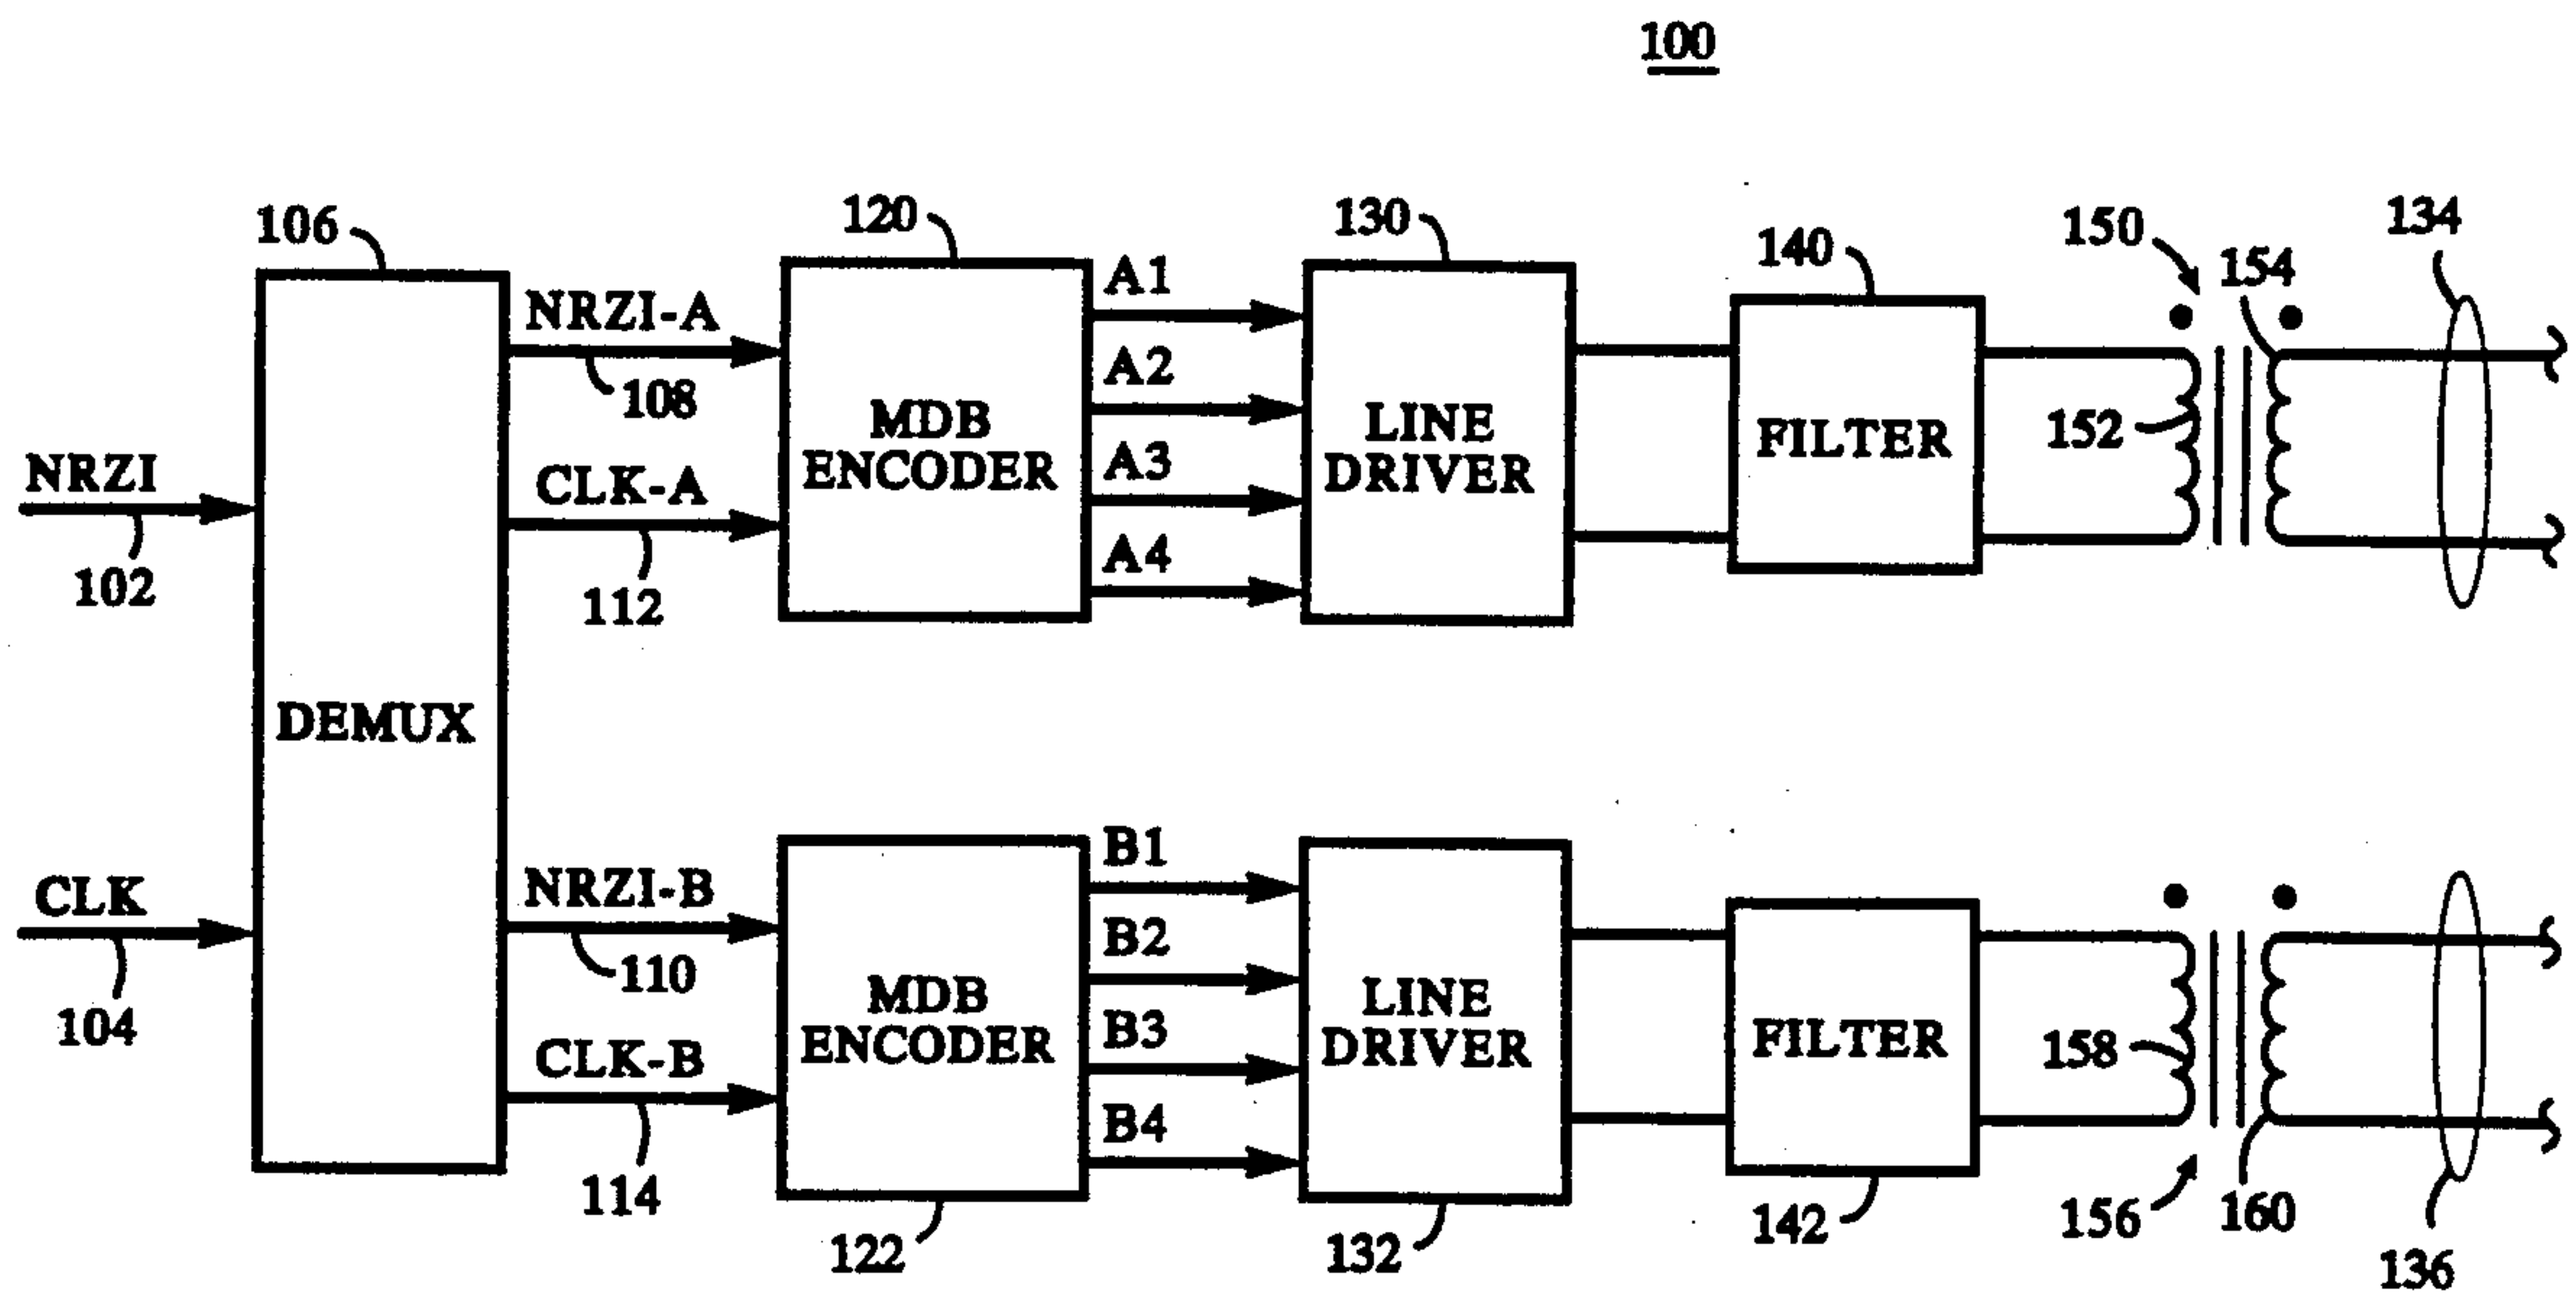 100
106
120
130
140
150
154
134
NRZI-A
108
CLK-A
112
A1
A2
A3
A4
MDB
ENCODER
LINE
DRIVER
FILTER
152
NRZI
102
DEMUX
CLK
104
NRZI-B
110
CLK-B
114
B1
B2
B3
B4
MDB
ENCODER
LINE
DRIVER
FILTER
158
122
132
142
156
160
136